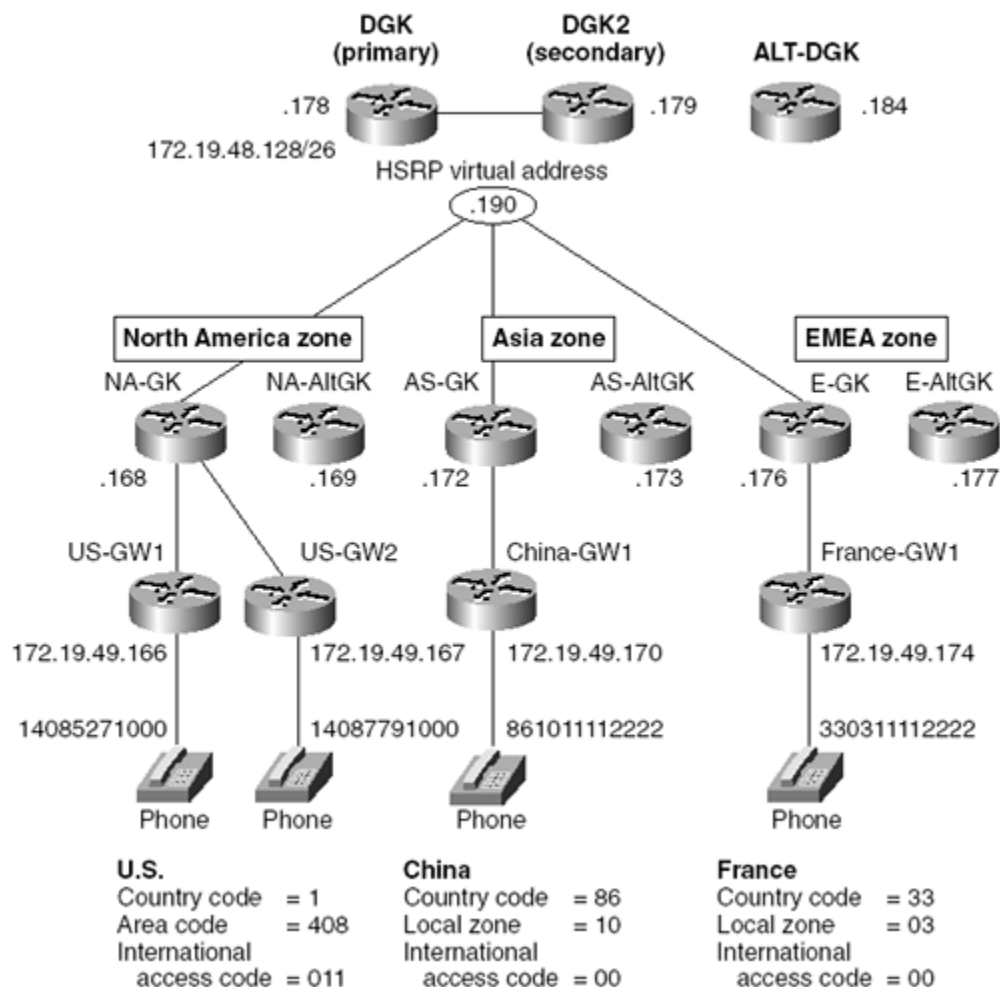 DGK
(primary)
DGK2
(secondary)
ALT-DGK
.178
.179
.184
172.19.48.128/26
HSRP virtual address
.190
North America zone
Asia zone
EMEA zone
NA-GK
NA-AltGK
AS-GK
AS-AltGK
E-GK
E-AltGK
.168
.169
.172
.173
.176
.177
US-GW1
US-GW2
China-GW1
France-GW1
172.19.49.166
172.19.49.167
172.19.49.170
172.19.49.174
14085271000
14087791000
861011112222
330311112222
Phone
Phone
Phone
Phone
U.S.
Country code = 1
Area code = 408
International
access code = 011
China
Country code = 86
Local zone = 10
International
access code = 00
France
Country code = 33
Local zone = 03
International
access code = 00